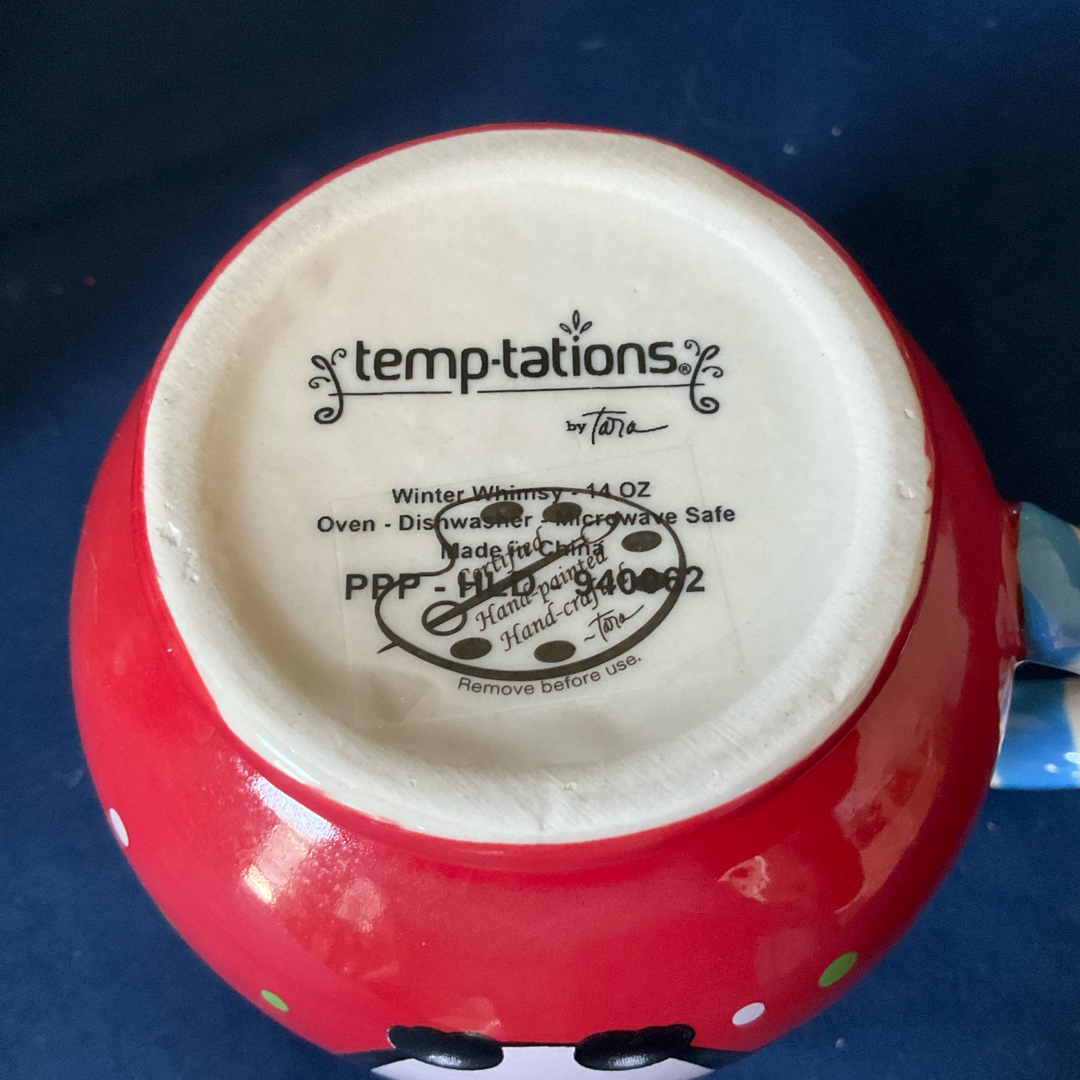 temp-tations®
by Tara
Winter Whimsy - 14 OZ
Oven - Dishwasher - Microwave Safe
Made in China
PPP - HLD
Certified
Hand-painted
Hand-crafted
~Tara
Remove before use.